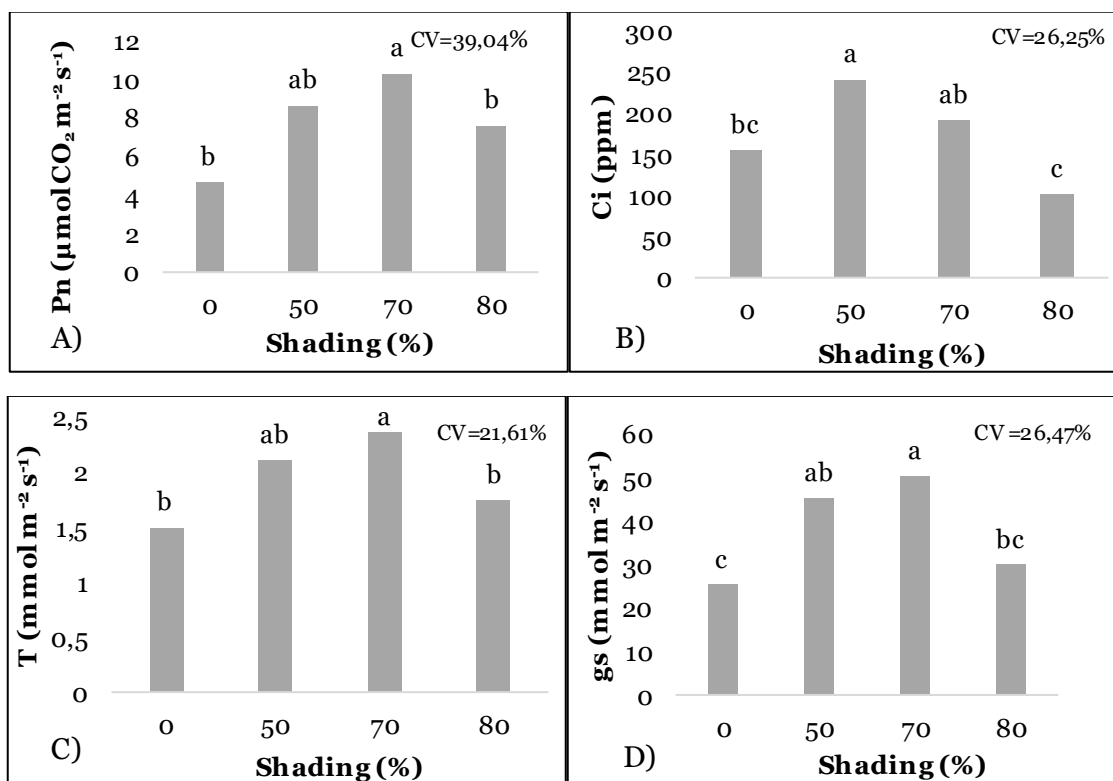 CV=39,04%
Pn (µmol CO₂ m⁻² s⁻¹)
12
10
8
6
4
2
0
b
ab
a
b
0 50 70 80
Shading (%)
A)
CV=26,25%
Ci (ppm)
300
250
200
150
100
50
0
bc
a
ab
c
0 50 70 80
Shading (%)
B)
CV=21,61%
T (mmol m⁻² s⁻¹)
2,5
2
1,5
1
0,5
0
b
ab
a
b
0 50 70 80
Shading (%)
C)
CV=26,47%
gs (mmol m⁻² s⁻¹)
60
50
40
30
20
10
0
c
ab
a
bc
0 50 70 80
Shading (%)
D)